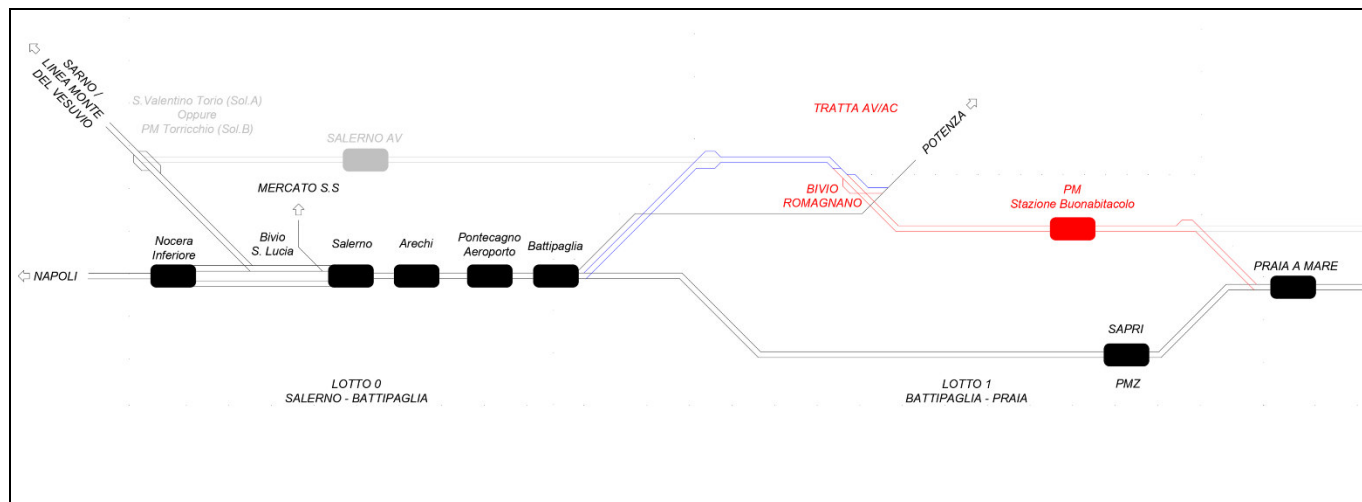 SARNO /
LINEA MONTE
DEL VESUVIO
S.Valentino Torio (Sol.A)
Oppure
PM Torricchio (Sol.B)
SALERNO AV
TRATTA AV/AC
POTENZA
MERCATO S.S
BIVIO
ROMAGNANO
PM
Stazione Buonabitacolo
Nocera
Inferiore
Bivio
S. Lucia
Salerno
Arechi
Pontecagno
Aeroporto
Battipaglia
NAPOLI
PRAIA A MARE
SAPRI
PMZ
LOTTO 0
SALERNO - BATTIPAGLIA
LOTTO 1
BATTIPAGLIA - PRAIA